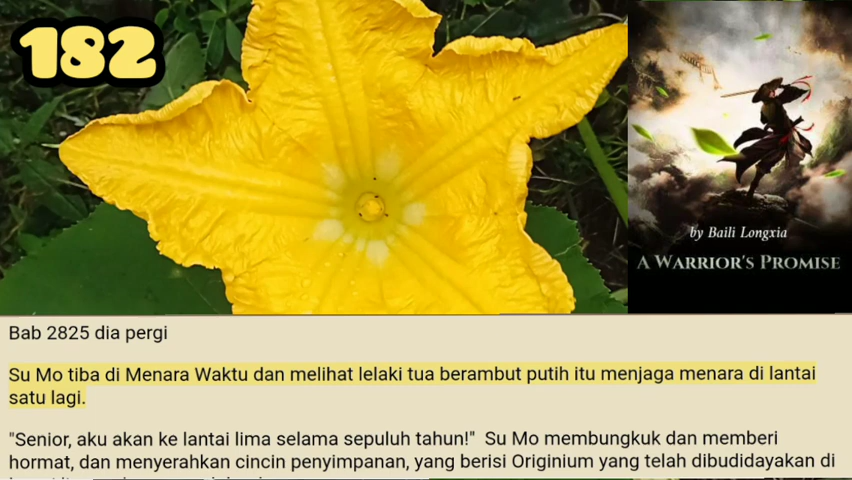 182
by Baili Longxia
A WARRIOR'S PROMISE
Bab 2825 dia pergi
Su Mo tiba di Menara Waktu dan melihat lelaki tua berambut putih itu menjaga menara di lantai
satu lagi.
"Senior, aku akan ke lantai lima selama sepuluh tahun!" Su Mo membungkuk dan memberi
hormat, dan menyerahkan cincin penyimpanan, yang berisi Originium yang telah dibudidayakan di